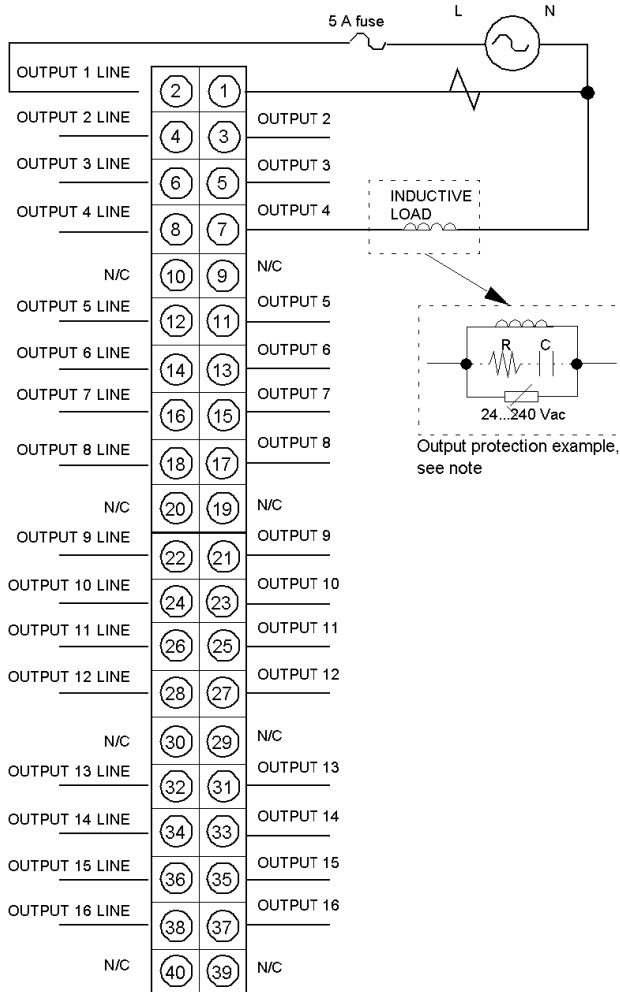 5 A fuse
L N
OUTPUT 1 LINE 2 1
OUTPUT 2 LINE 4 3 OUTPUT 2
OUTPUT 3 LINE 6 5 OUTPUT 3
OUTPUT 4 LINE 8 7 OUTPUT 4
INDUCTIVE
LOAD
N/C 10 9 N/C
OUTPUT 5 LINE 12 11 OUTPUT 5
OUTPUT 6 LINE 14 13 OUTPUT 6
OUTPUT 7 LINE 16 15 OUTPUT 7
OUTPUT 8 LINE 18 17 OUTPUT 8
R C
24...240 Vac
Output protection example,
see note
N/C 20 19 N/C
OUTPUT 9 LINE 22 21 OUTPUT 9
OUTPUT 10 LINE 24 23 OUTPUT 10
OUTPUT 11 LINE 26 25 OUTPUT 11
OUTPUT 12 LINE 28 27 OUTPUT 12
N/C 30 29 N/C
OUTPUT 13 LINE 32 31 OUTPUT 13
OUTPUT 14 LINE 34 33 OUTPUT 14
OUTPUT 15 LINE 36 35 OUTPUT 15
OUTPUT 16 LINE 38 37 OUTPUT 16
N/C 40 39 N/C